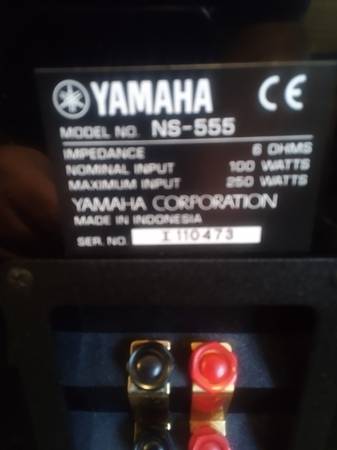 YAMAHA CE
MODEL NO. NS-555
IMPEDANCE 6 OHMS
NOMINAL INPUT 100 WATTS
MAXIMUM INPUT 250 WATTS
YAMAHA CORPORATION
MADE IN INDONESIA
SER. NO. I 110473